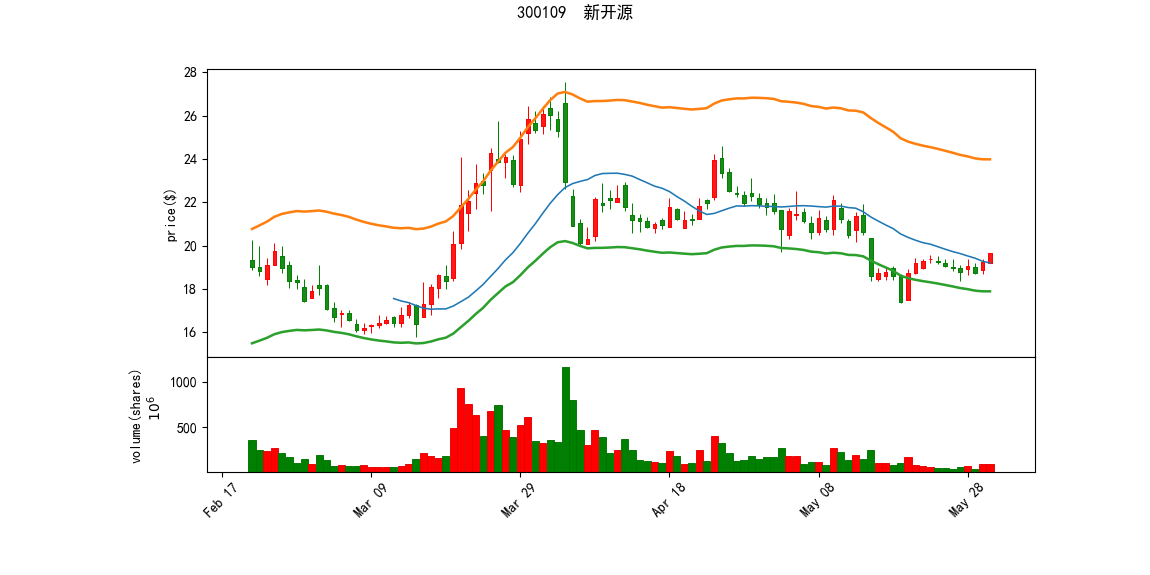 300109 新开源
28
26
24
22
20
18
16
price($)
1000
500
volume(shares)
10^6
Feb 17
Mar 09
Mar 29
Apr 18
May 08
May 28